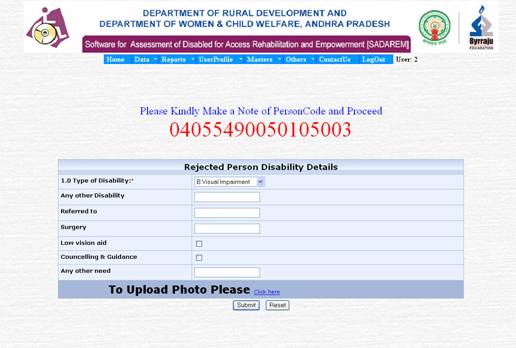 DEPARTMENT OF RURAL DEVELOPMENT AND
DEPARTMENT OF WOMEN & CHILD WELFARE, ANDHRA PRADESH
Software for Assessment of Disabled for Access Rehabilitation and Empowerment [SADAREM]
Byrraju
FOUNDATION
Home Data Reports UserProfile Masters Others ContactUs LogOut User: 2
Please Kindly Make a Note of PersonCode and Proceed
04055490050105003
Rejected Person Disability Details
1.0 Type of Disability:* B.Visual Impairment
Any other Disability
Referred to
Surgery
Low vision aid
Councelling & Guidance
Any other need
To Upload Photo Please Click here
Submit Reset